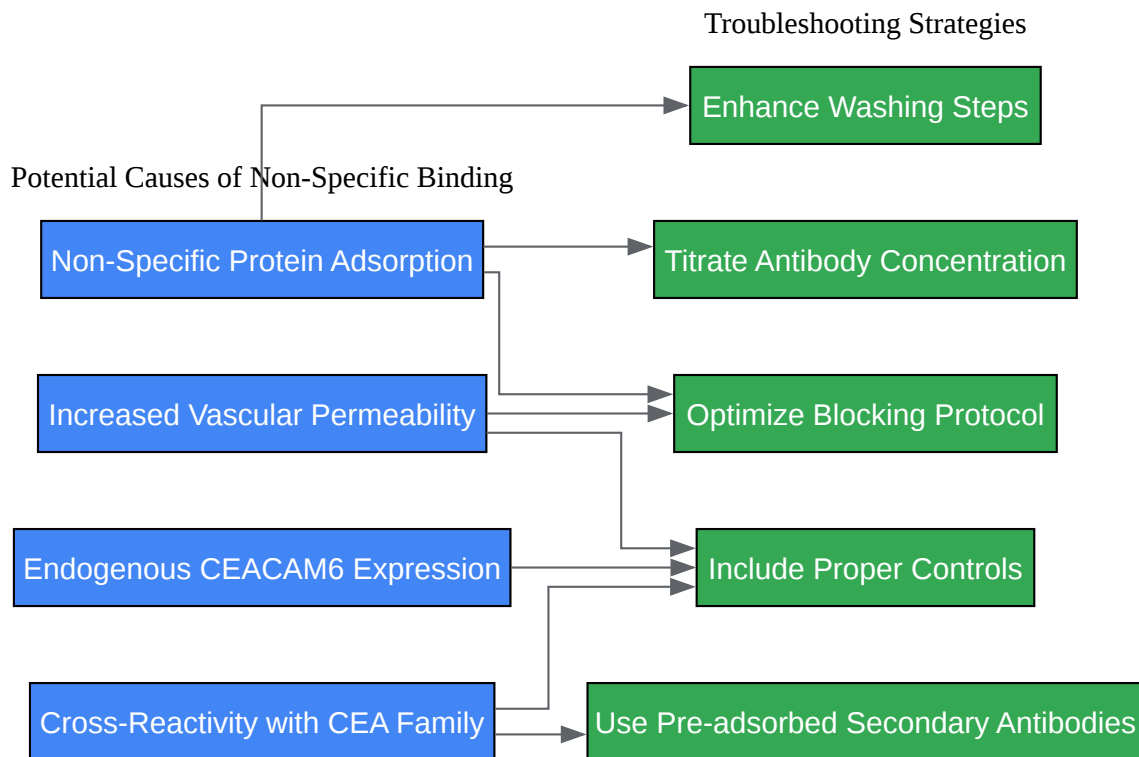 Troubleshooting Strategies
Enhance Washing Steps
Potential Causes of Non-Specific Binding
Non-Specific Protein Adsorption
Titrate Antibody Concentration
Increased Vascular Permeability
Optimize Blocking Protocol
Endogenous CEACAM6 Expression
Include Proper Controls
Cross-Reactivity with CEA Family
Use Pre-adsorbed Secondary Antibodies